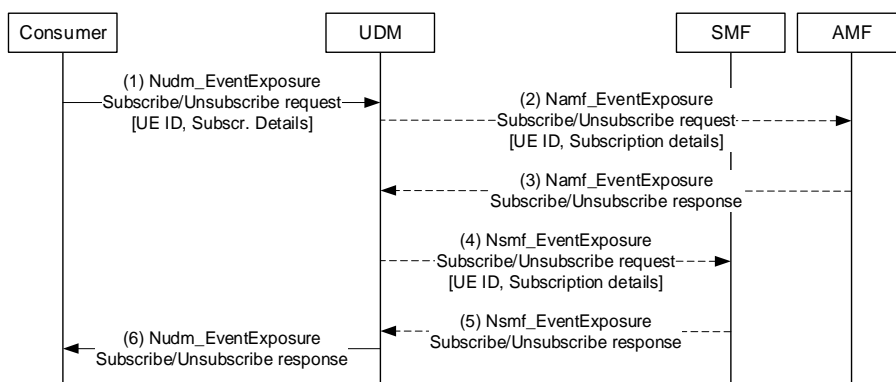 Consumer
UDM
SMF
AMF
(1) Nudm_EventExposure
Subscribe/Unsubscribe request
[UE ID, Subscr. Details]
(2) Namf_EventExposure
Subscribe/Unsubscribe request
[UE ID, Subscription details]
(3) Namf_EventExposure
Subscribe/Unsubscribe response
(4) Nsmf_EventExposure
Subscribe/Unsubscribe request
[UE ID, Subscription details]
(5) Nsmf_EventExposure
Subscribe/Unsubscribe response
(6) Nudm_EventExposure
Subscribe/Unsubscribe response